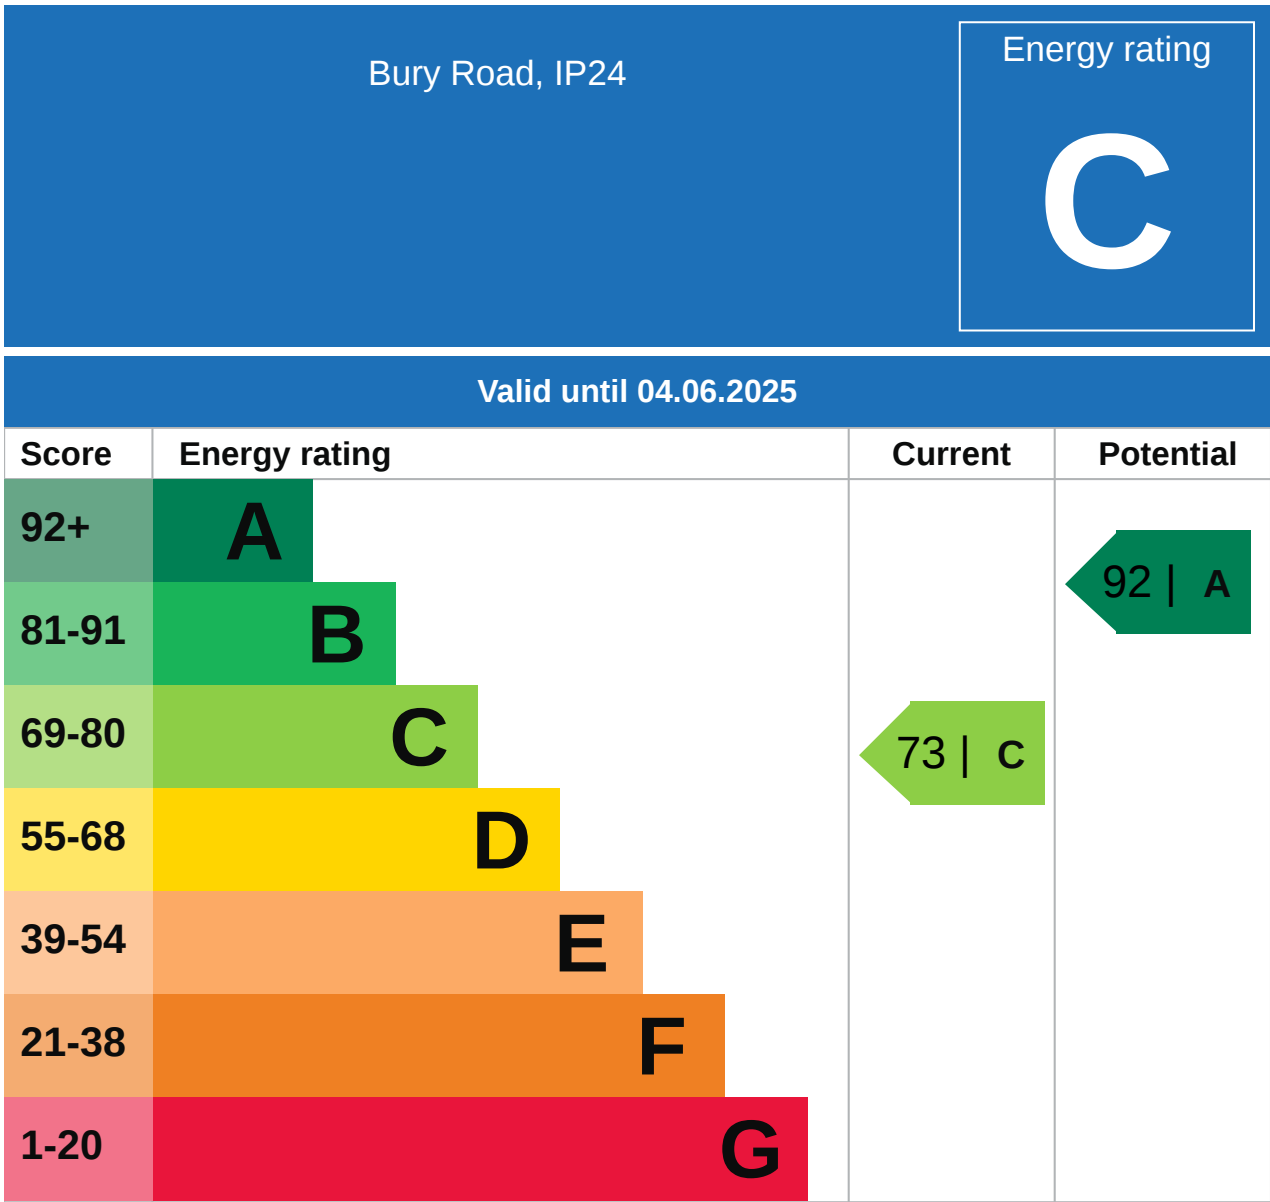 Bury Road, IP24
Energy rating
C
Valid until 04.06.2025
Score Energy rating Current Potential
92+ A
92 | A
81-91 B
69-80 C
73 | C
55-68 D
39-54 E
21-38 F
1-20 G